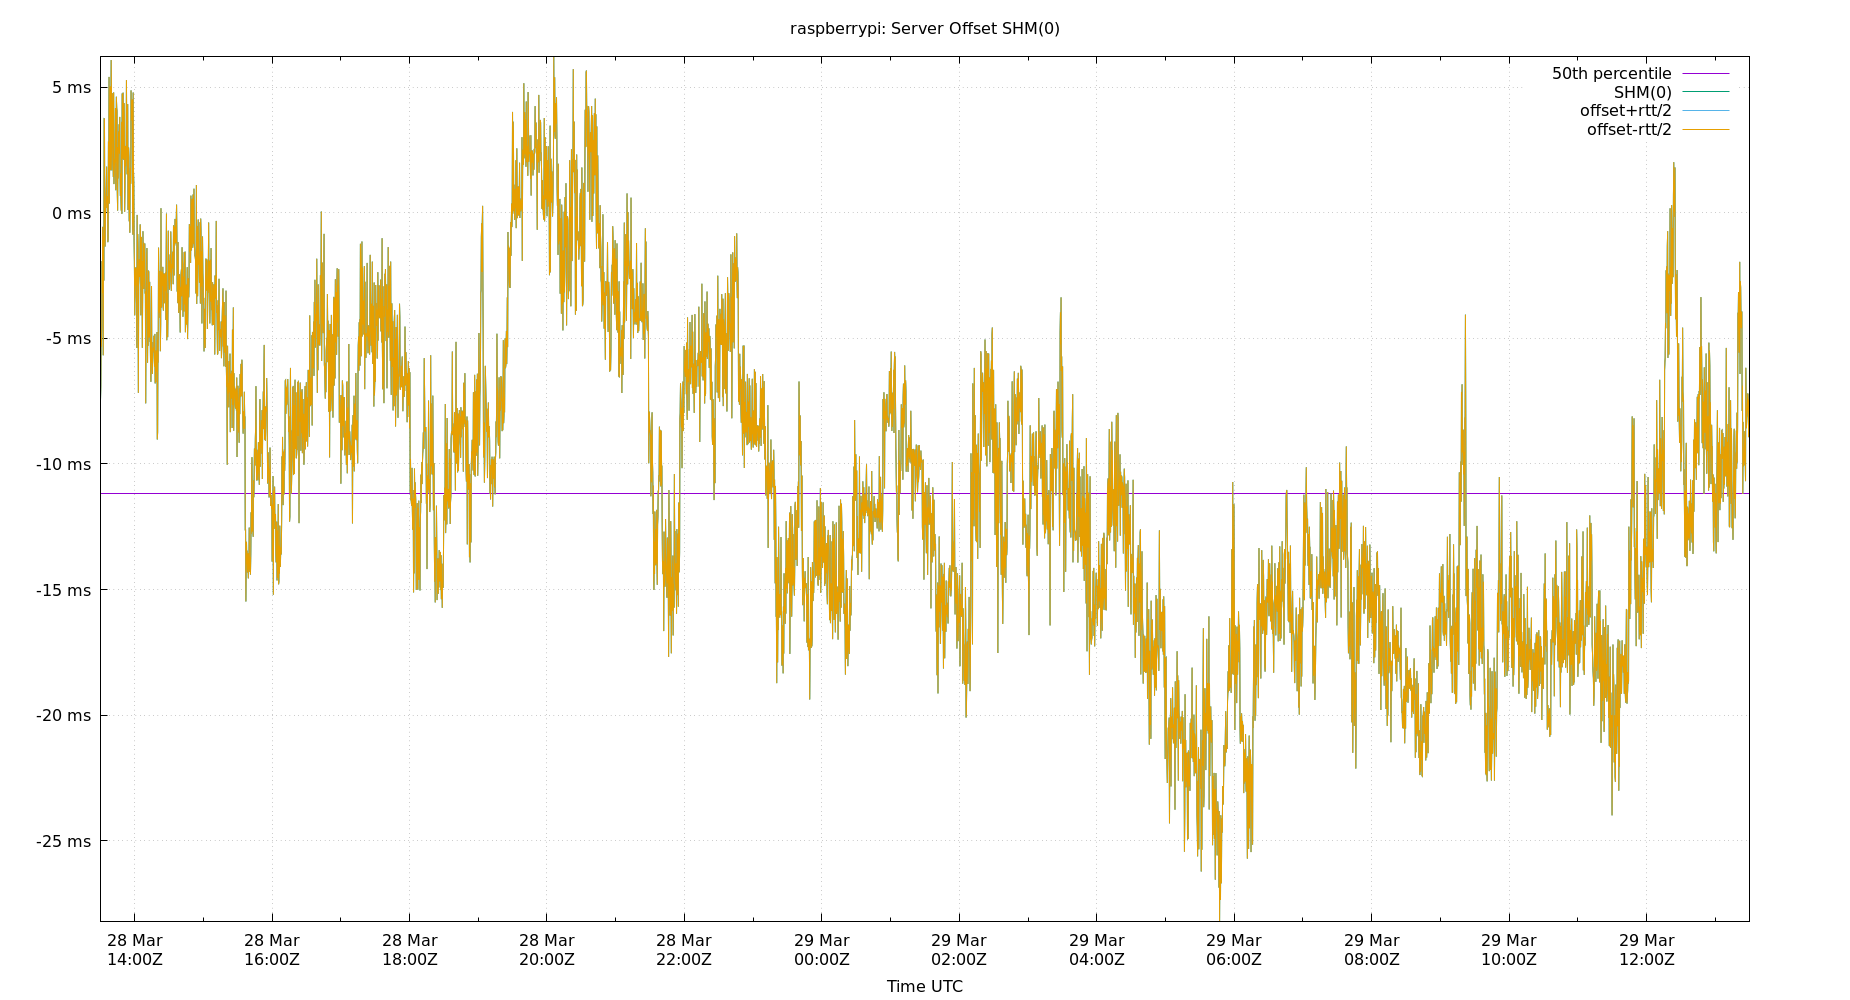 raspberrypi: Server Offset SHM(0)
50th percentile
SHM(0)
offset+rtt/2
offset-rtt/2
5 ms
0 ms
-5 ms
-10 ms
-15 ms
-20 ms
-25 ms
28 Mar 28 Mar 28 Mar 28 Mar 28 Mar 29 Mar 29 Mar 29 Mar 29 Mar 29 Mar 29 Mar 29 Mar
14:00Z 16:00Z 18:00Z 20:00Z 22:00Z 00:00Z 02:00Z 04:00Z 06:00Z 08:00Z 10:00Z 12:00Z
Time UTC